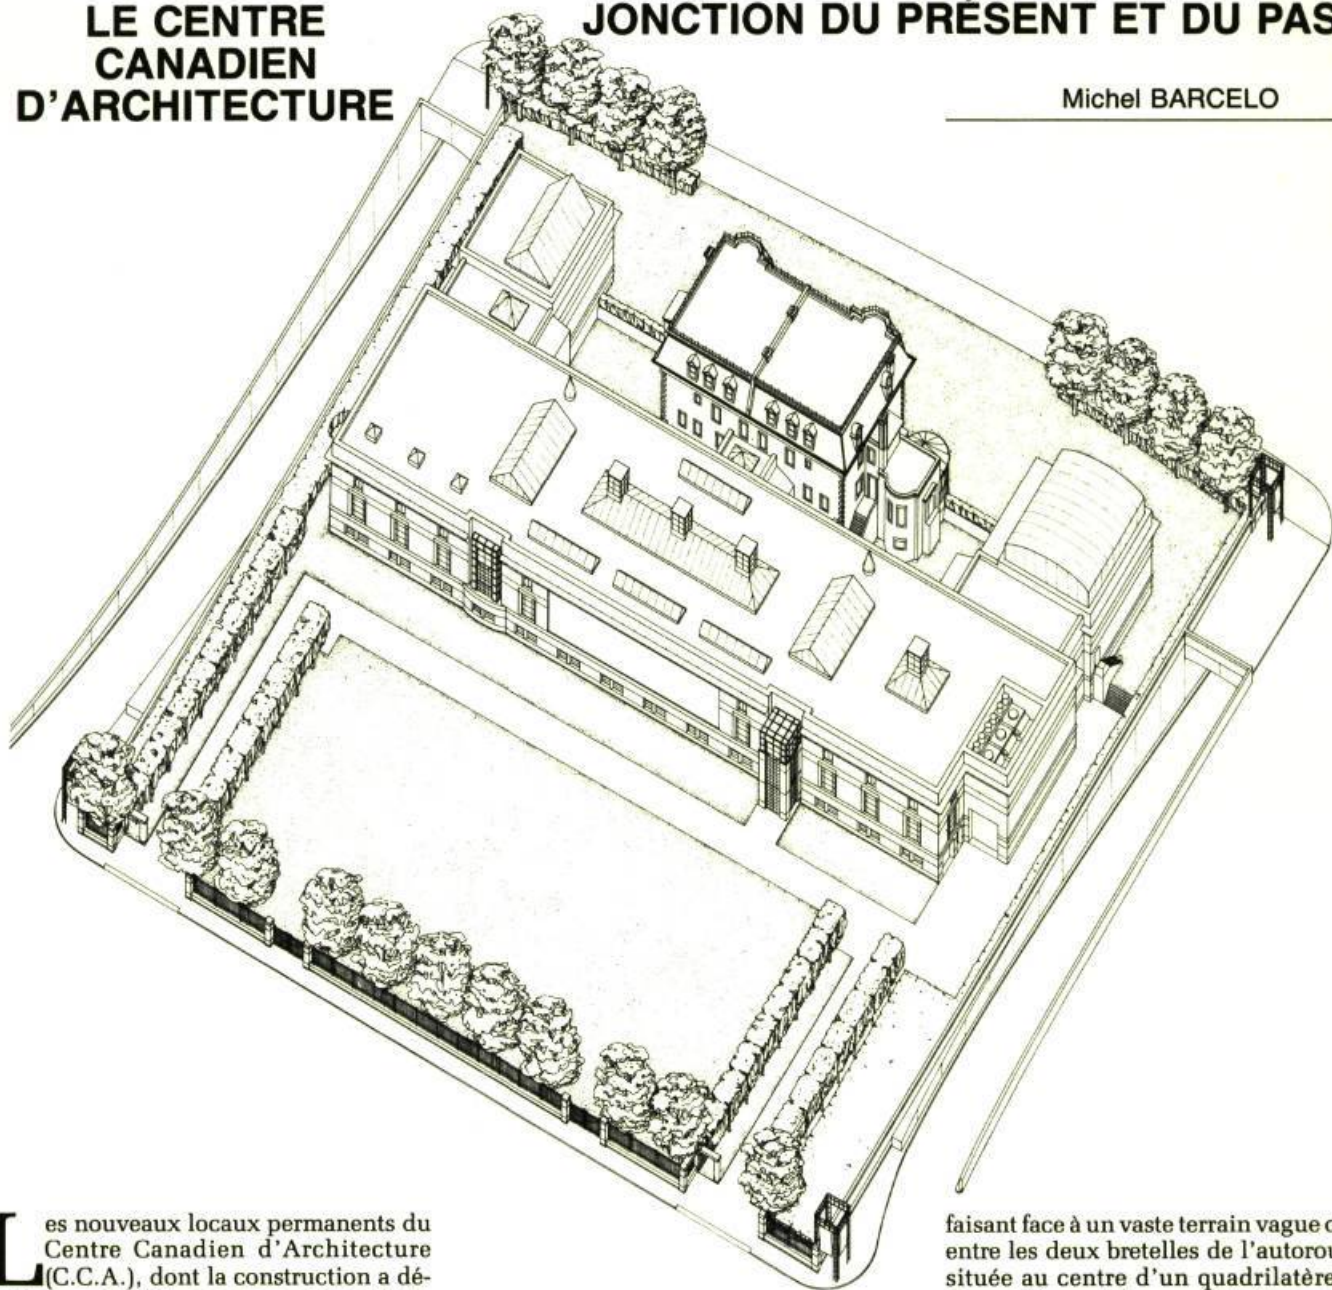 LE CENTRE
CANADIEN
D'ARCHITECTURE
JONCTION DU PRÉSENT ET DU PAS
Michel BARCELO
Les nouveaux locaux permanents du
Centre Canadien d'Architecture
(C.C.A.), dont la construction a dé-
faisant face à un vaste terrain vague
entre les deux bretelles de l'autorou
située au centre d'un quadrilatère